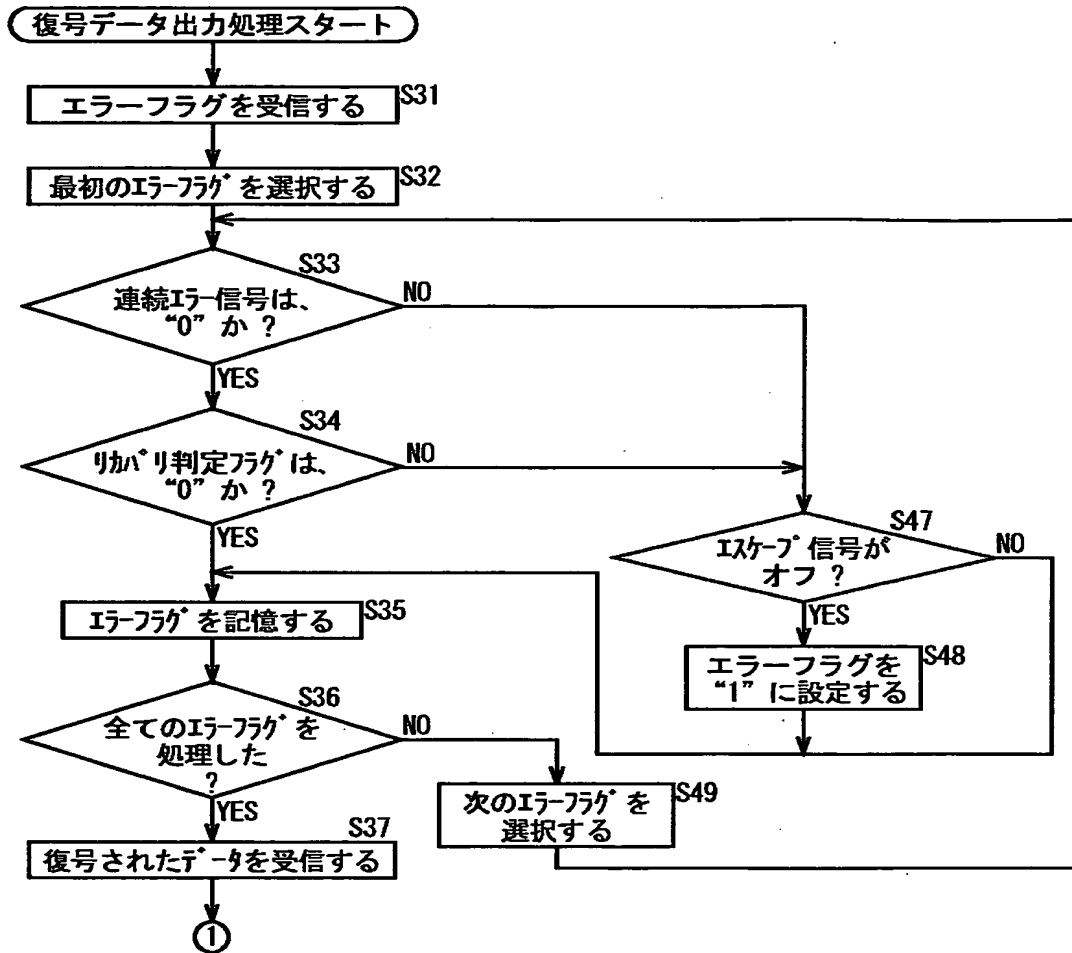 復号データ出力処理スタート
エラーフラグを受信する
S31
最初のｴﾗｰﾌﾗｸﾞを選択する
S32
S33
連続ｴﾗｰ信号は、
“0” か ?
NO
YES
S34
ﾘｶﾊﾞﾘ判定ﾌﾗｸﾞは、
“0” か ?
NO
YES
S47
ｴｽｹｰﾌﾟ信号が
オフ ?
NO
YES
エラーフラグを
“1” に設定する
S48
ｴﾗｰﾌﾗｸﾞを記憶する
S35
S36
全てのｴﾗｰﾌﾗｸﾞを
処理した
?
NO
YES
次のｴﾗｰﾌﾗｸﾞを
選択する
S49
S37
復号されたﾃﾞｰﾀを受信する
1